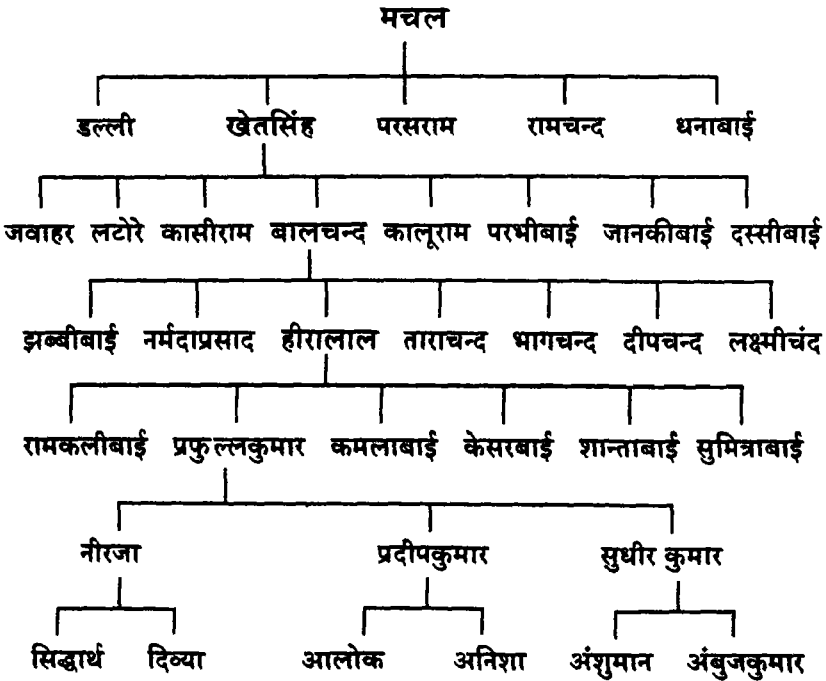 मचल
डल्ली खेतसिंह परसराम रामचन्द धनाबाई
जवाहर लटोरे कासीराम बालचन्द कालूराम परभीबाई जानकीबाई दस्सीबाई
झब्बीबाई नर्मदाप्रसाद हीरालाल ताराचन्द भागचन्द दीपचन्द लक्ष्मीचंद
रामकलीबाई प्रफुल्लकुमार कमलाबाई केसरबाई शान्ताबाई सुमित्राबाई
नीरजा प्रदीपकुमार सुधीर कुमार
सिद्धार्थ दिव्या आलोक अनिशा अंशुमान अंबुजकुमार